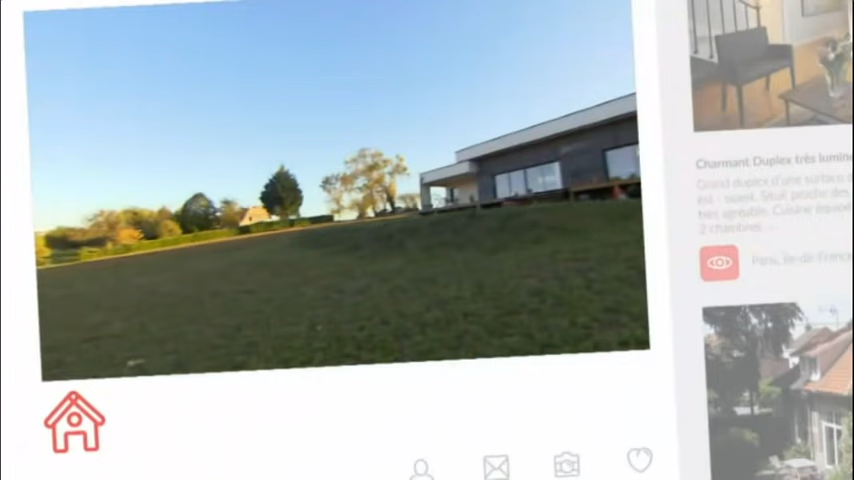 Charmant Duplex très lumine
Grand duplex d'une surface d
est - ouest. Situé proche des
très agréable. Cuisine équipé
2 chambres ...
Paris, Île-de-France